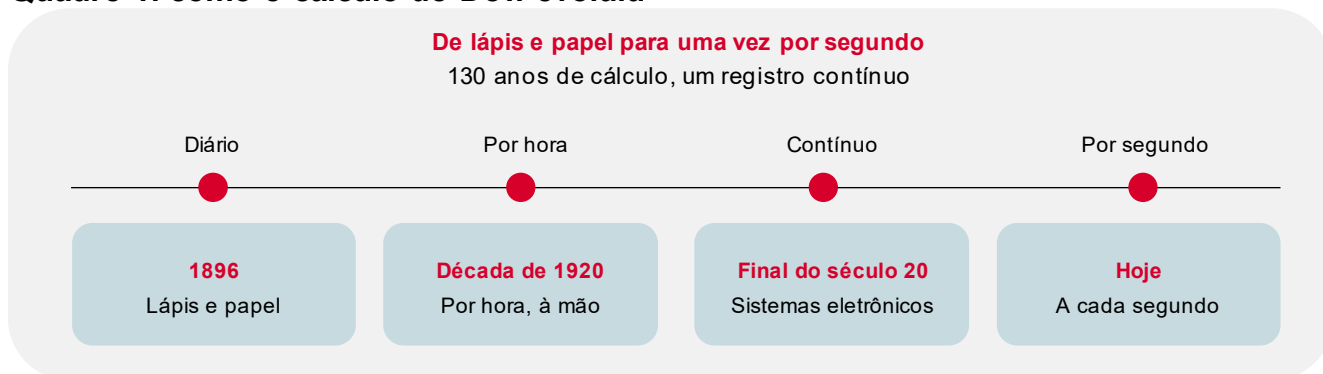 De lápis e papel para uma vez por segundo
130 anos de cálculo, um registro contínuo
Diário
Por hora
Contínuo
Por segundo
1896
Lápis e papel
Década de 1920
Por hora, à mão
Final do século 20
Sistemas eletrônicos
Hoje
A cada segundo